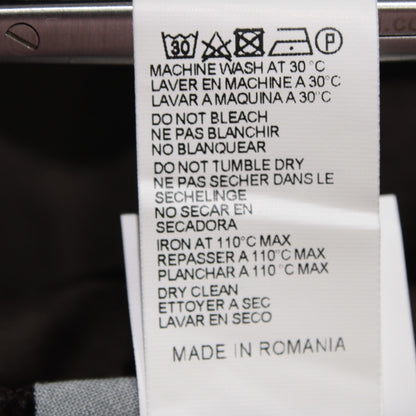 30 P
MACHINE WASH AT 30°C
LAVER EN MACHINE A 30°C
LAVAR A MAQUINA A 30°C
DO NOT BLEACH
NE PAS BLANCHIR
NO BLANQUEAR
DO NOT TUMBLE DRY
NE PAS SECHER DANS LE
SECHELINGE
NO SECAR EN
SECADORA
IRON AT 110°C MAX
REPASSER A 110°C MAX
PLANCHAR A 110°C MAX
DRY CLEAN
ETTOYER A SEC
LAVAR EN SECO
MADE IN ROMANIA